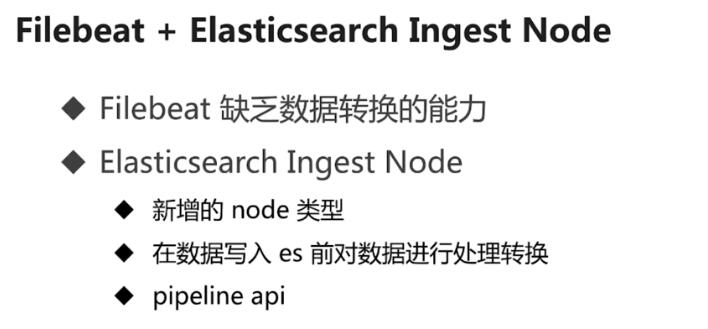 Filebeat + Elasticsearch Ingest Node
◆ Filebeat 缺乏数据转换的能力
◆ Elasticsearch Ingest Node
◆ 新增的 node 类型
◆ 在数据写入 es 前对数据进行处理转换
◆ pipeline api